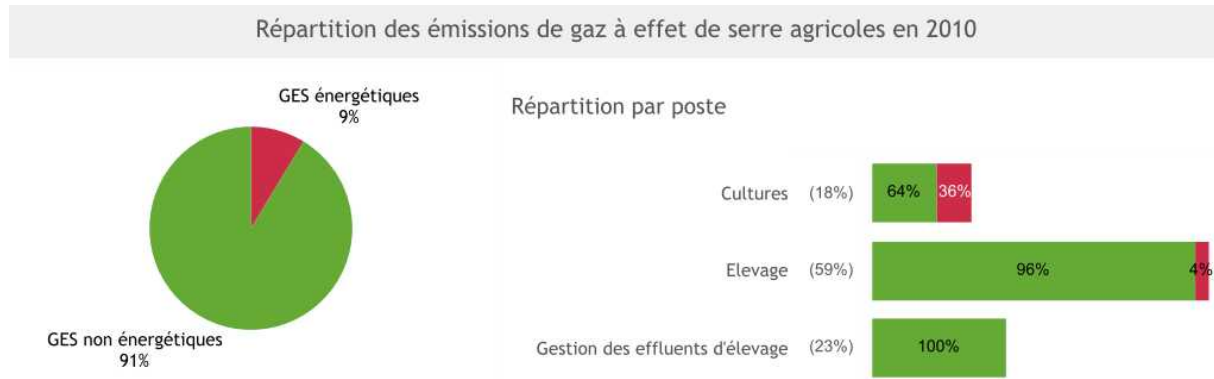 Répartition des émissions de gaz à effet de serre agricoles en 2010
GES énergétiques
9%
GES non énergétiques
91%
Répartition par poste
Cultures (18%) 64% 36%
Elevage (59%) 96% 4%
Gestion des effluents d'élevage (23%) 100%